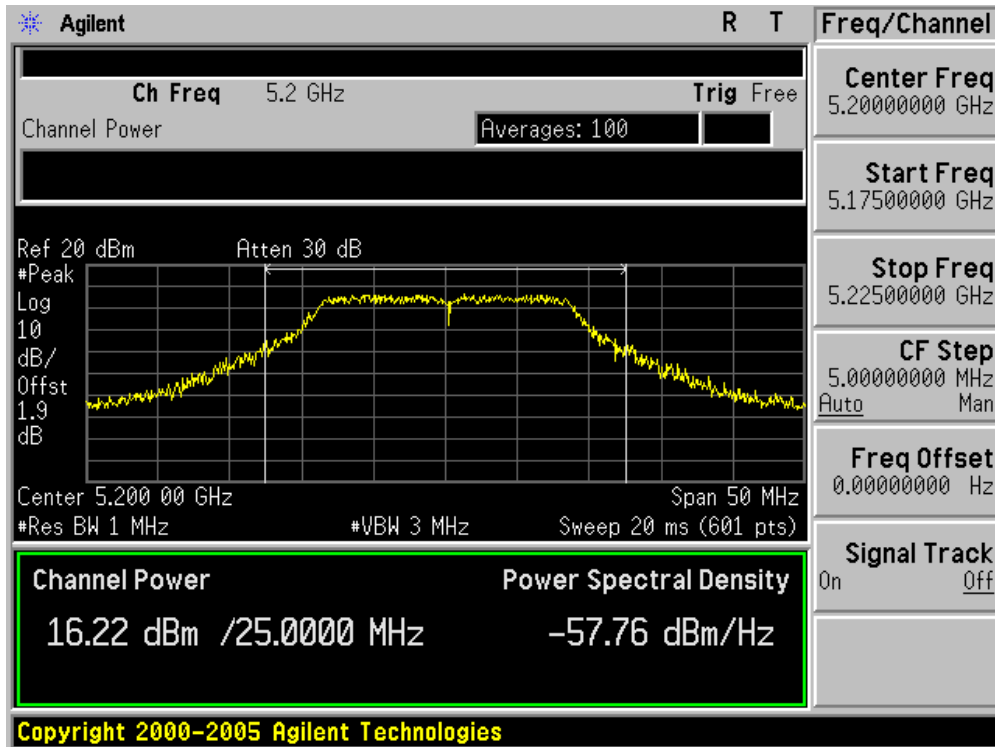 Agilent R T
Ch Freq 5.2 GHz Trig Free
Channel Power Averages: 100
Ref 20 dBm Atten 30 dB
#Peak
Log
10
dB/
Offst
1.9
dB
Center 5.200 00 GHz Span 50 MHz
#Res BW 1 MHz #VBW 3 MHz Sweep 20 ms (601 pts)
Channel Power Power Spectral Density
16.22 dBm /25.0000 MHz -57.76 dBm/Hz
Copyright 2000-2005 Agilent Technologies
Freq/Channel
Center Freq
5.20000000 GHz
Start Freq
5.17500000 GHz
Stop Freq
5.22500000 GHz
CF Step
5.00000000 MHz
Auto Man
Freq Offset
0.00000000 Hz
Signal Track
On Off